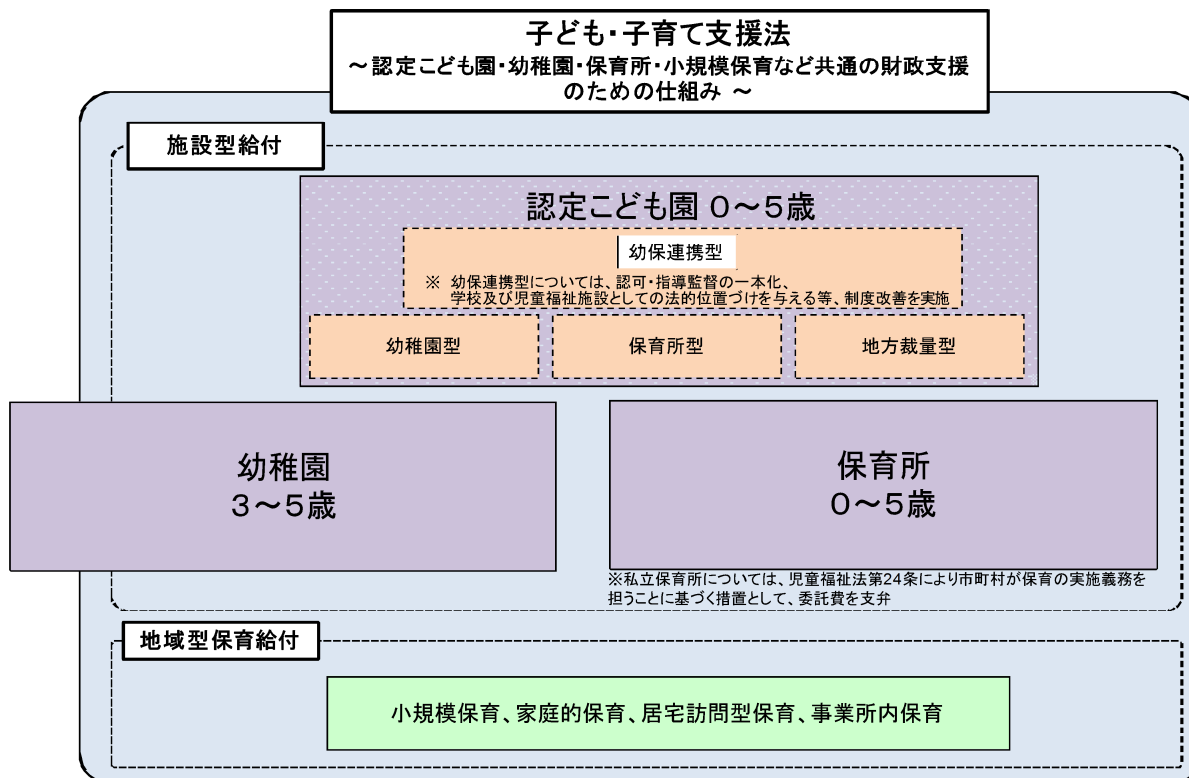 子ども・子育て支援法
～認定こども園・幼稚園・保育所・小規模保育など共通の財政支援
のための仕組み ～
施設型給付
認定こども園 ０～５歳
幼保連携型
※ 幼保連携型については、認可・指導監督の一本化、
学校及び児童福祉施設としての法的位置づけを与える等、制度改善を実施
幼稚園型
保育所型
地方裁量型
幼稚園
３～５歳
保育所
０～５歳
※私立保育所については、児童福祉法第24条により市町村が保育の実施義務を
担うことに基づく措置として、委託費を支弁
地域型保育給付
小規模保育、家庭的保育、居宅訪問型保育、事業所内保育